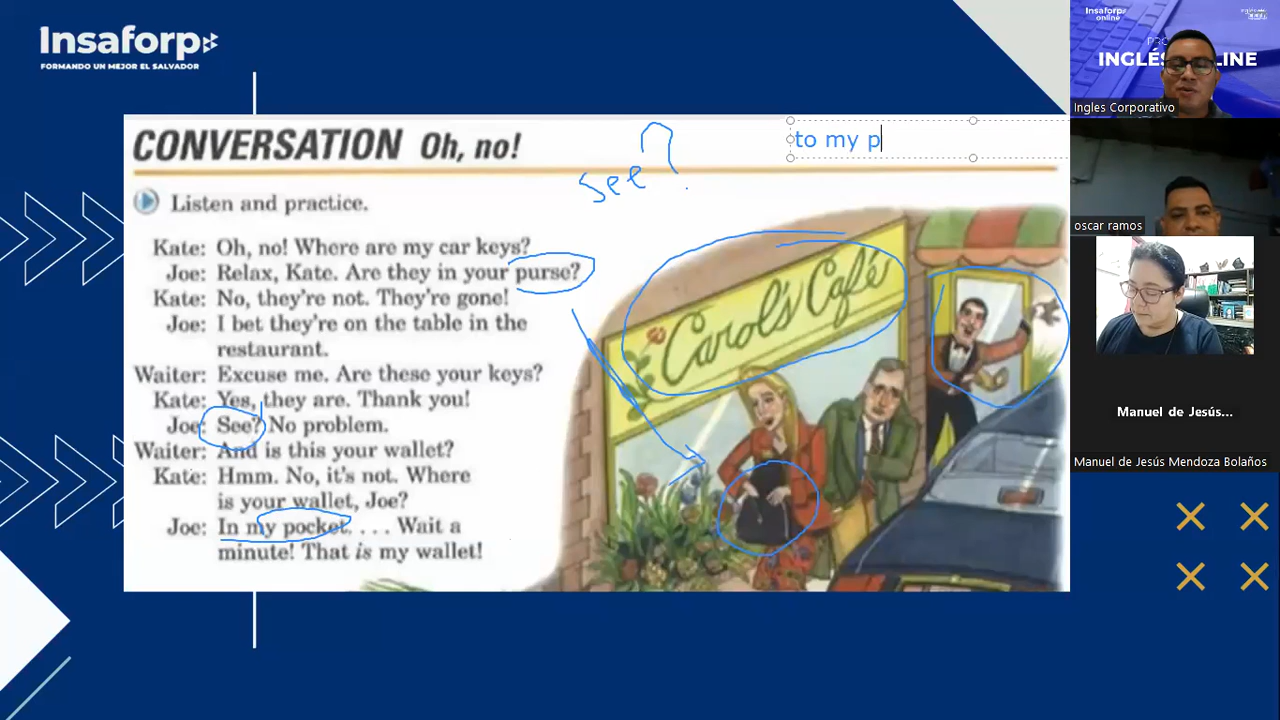 Insaforp
FORMANDO UN MEJOR EL SALVADOR
CONVERSATION Oh, no!
to my p
see?
Listen and practice.
Kate: Oh, no! Where are my car keys?
Joe: Relax, Kate. Are they in your purse?
Kate: No, they're not. They're gone!
Joe: I bet they're on the table in the
restaurant.
Waiter: Excuse me. Are these your keys?
Kate: Yes, they are. Thank you!
Joe: See? No problem.
Waiter: And is this your wallet?
Kate: Hmm. No, it's not. Where
is your wallet, Joe?
Joe: In my pocket. . . . Wait a
minute! That is my wallet!
Carol's Café
Insaforp
online
INGLÉS ONLINE
Ingles Corporativo
oscar ramos
Manuel de Jesús...
Manuel de Jesús Mendoza Bolaños